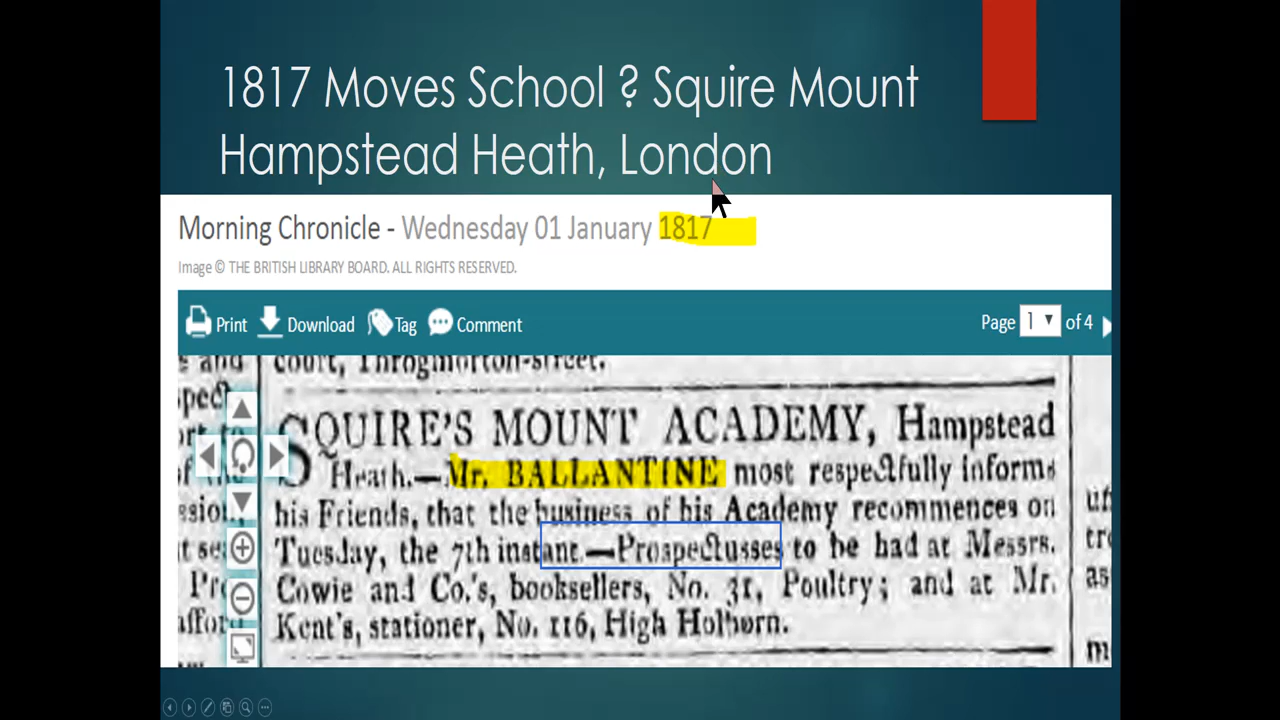 1817 Moves School ? Squire Mount
Hampstead Heath, London
Morning Chronicle - Wednesday 01 January 1817
Image © THE BRITISH LIBRARY BOARD. ALL RIGHTS RESERVED.
Print Download Tag Comment Page 1 of 4
court, Throgmorton-street.
SQUIRE'S MOUNT ACADEMY, Hampstead
Heath.—Mr. BALLANTINE most respectfully informs
his Friends, that the business of his Academy recommences on
Tuesday, the 7th instant.—Prospectusses to be had at Messrs.
Cowie and Co.'s, booksellers, No. 31, Poultry; and at Mr.
Kent's, stationer, No. 116, High Holborn.